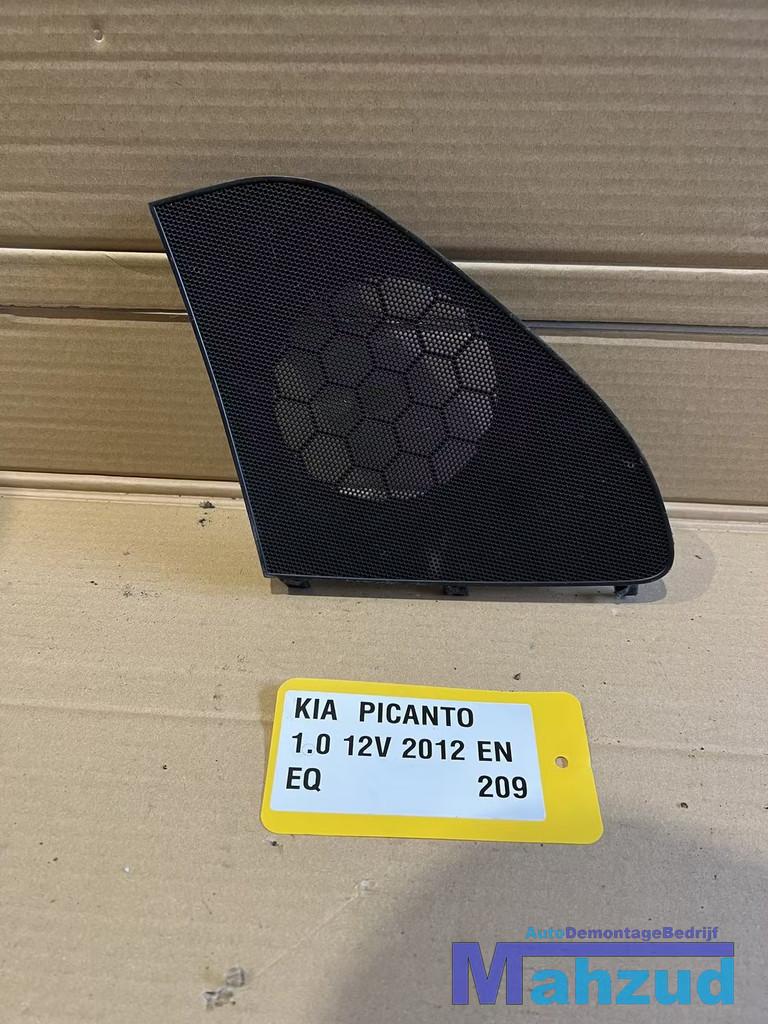 KIA PICANTO
1.0 12V 2012 EN
EQ 209
AutoDemontageBedrijf
Mahzud